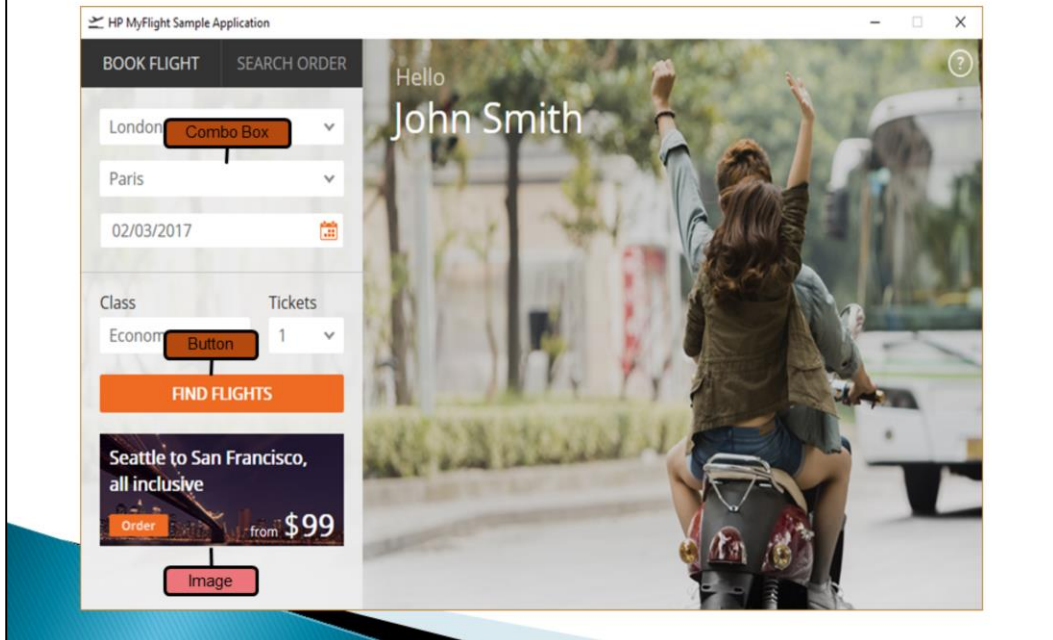 HP MyFlight Sample Application
BOOK FLIGHT SEARCH ORDER
Hello
John Smith
?
London
Combo Box
Paris
02/03/2017
Class Tickets
Econom 1
Button
FIND FLIGHTS
Seattle to San Francisco,
all inclusive
Order from $99
Image